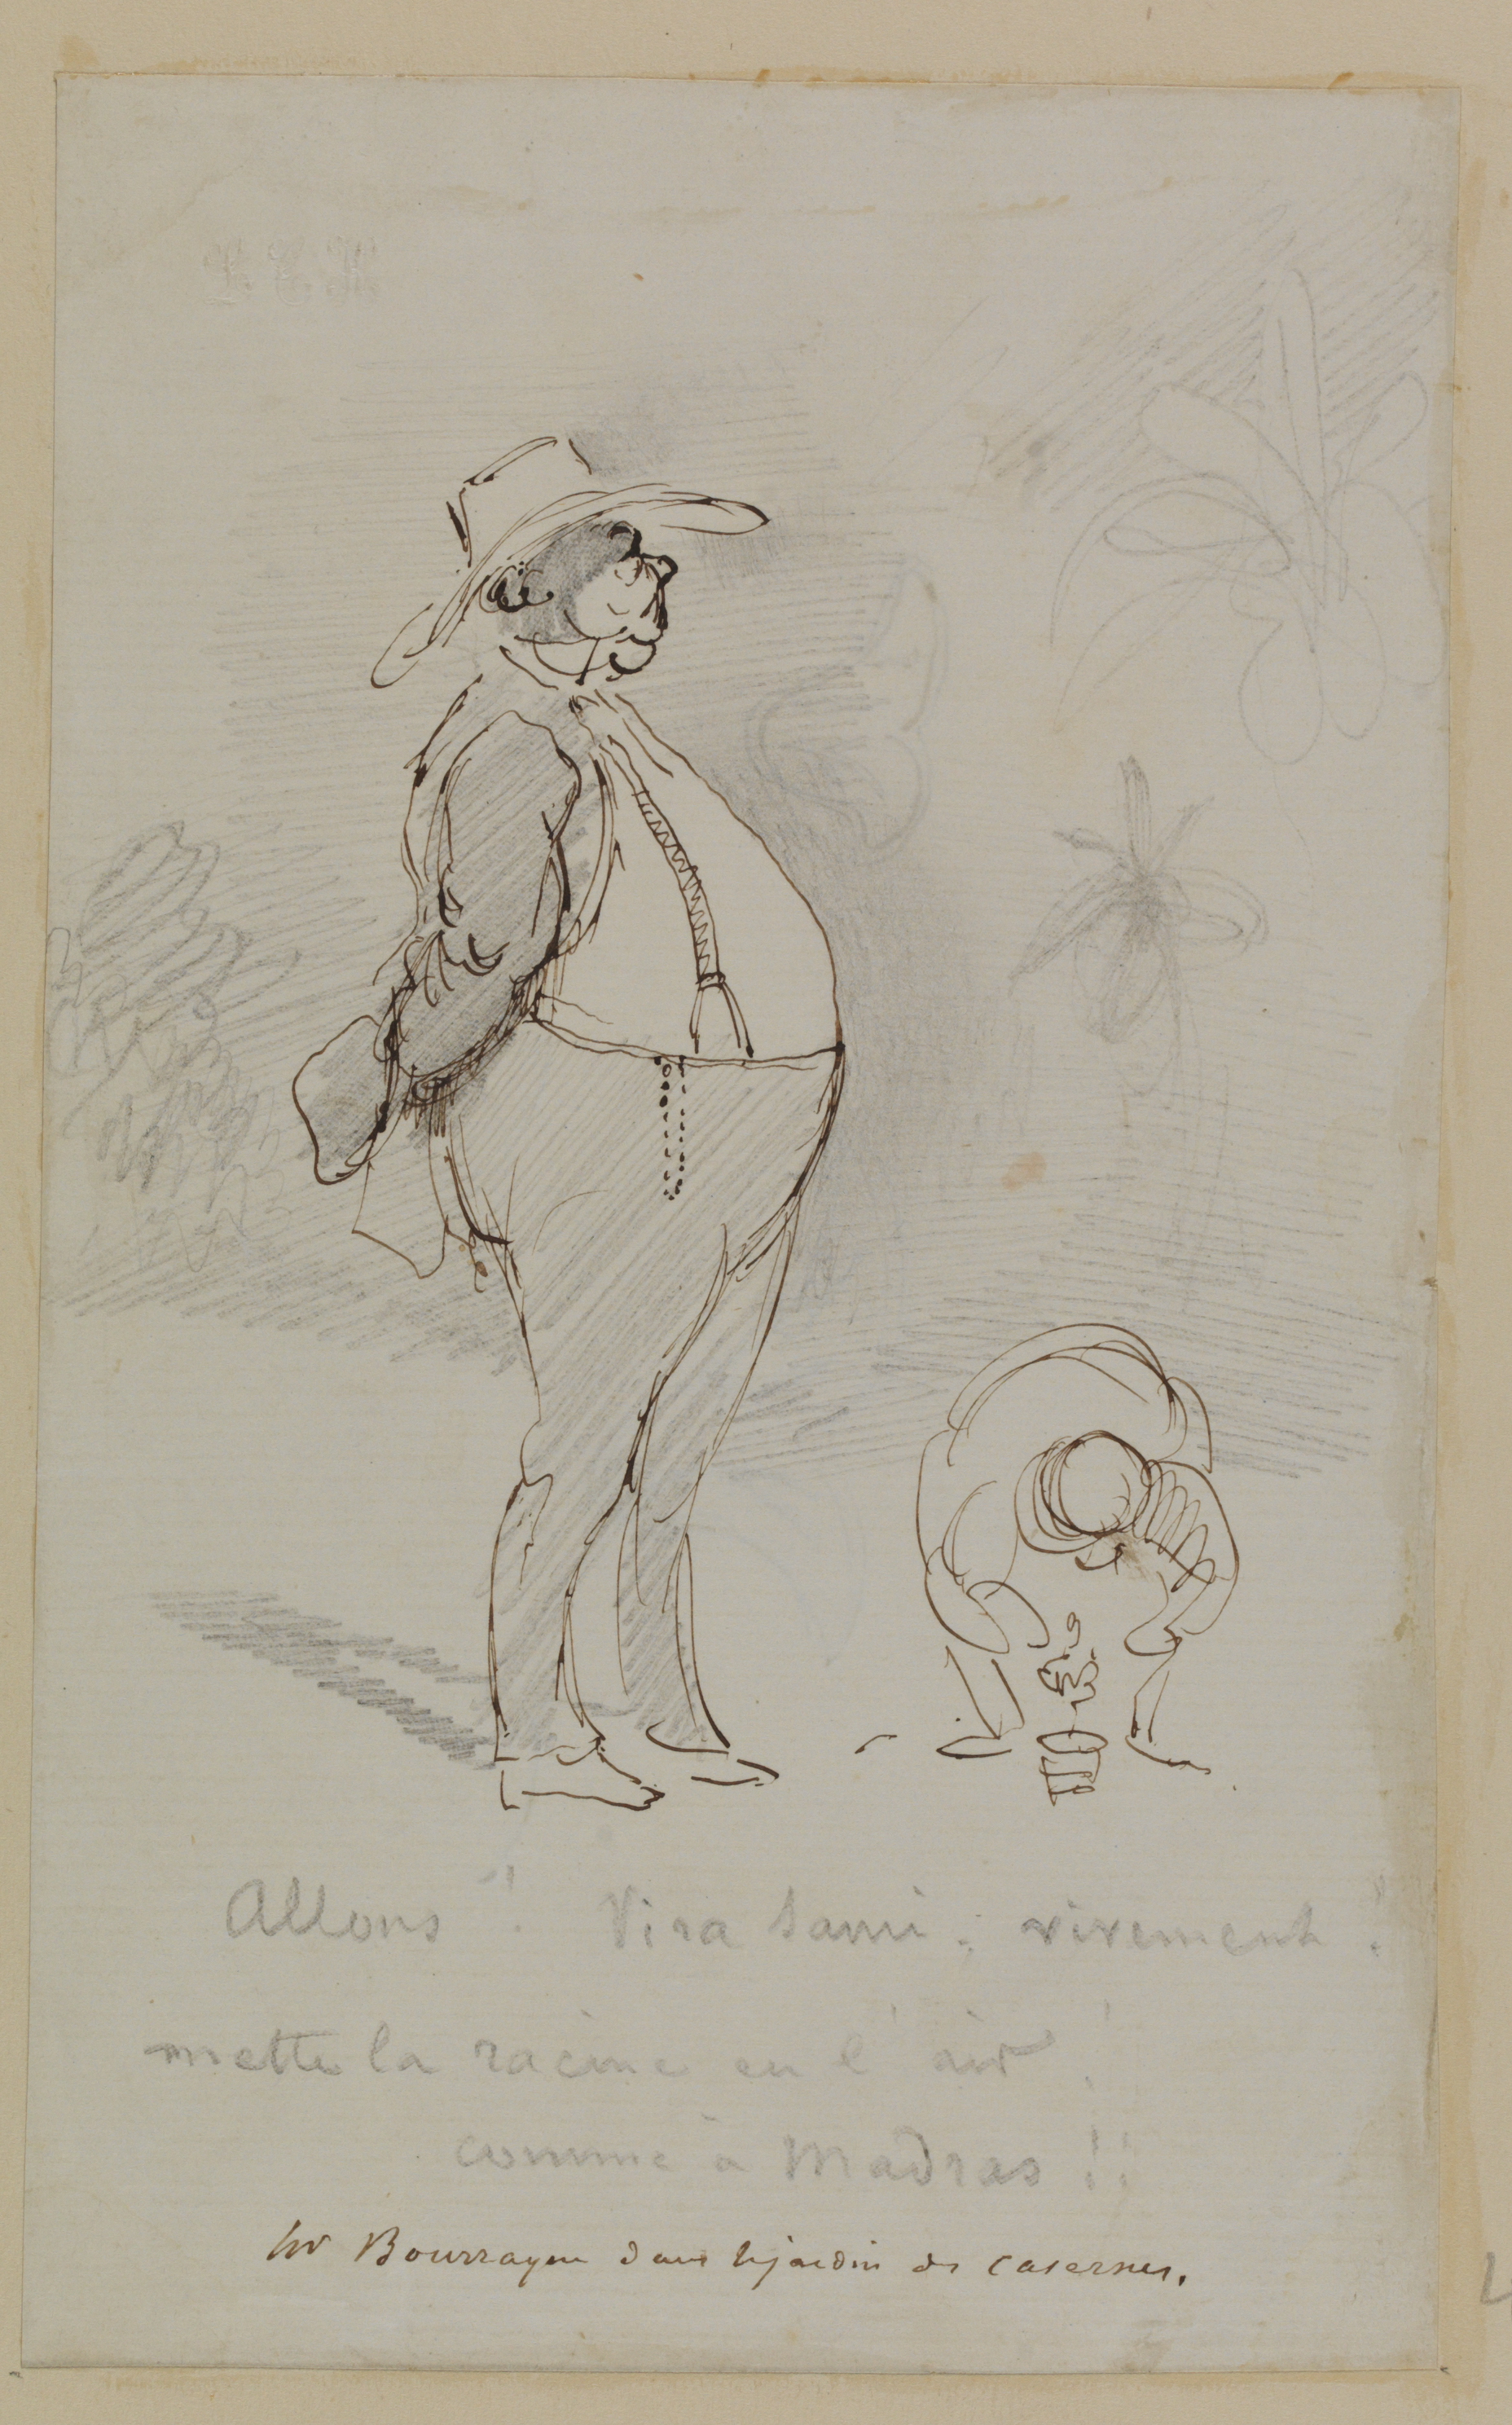 Allons ! Vira Sami ; vivement !
mette la racine en l'air !
comme à Madras !!
Mr Bourrayne dans le jardin des casernes.